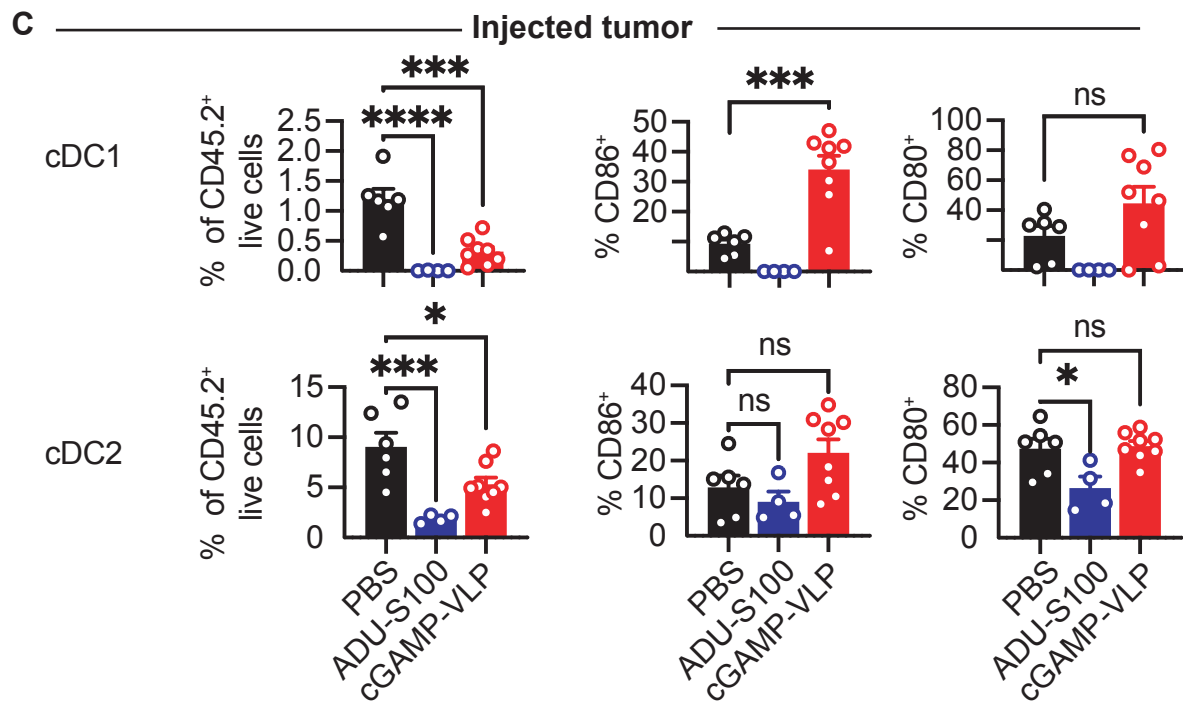 C
Injected tumor
cDC1
% of CD45.2+
live cells
2.5
2.0
1.5
1.0
0.5
0.0
****
***
% CD86+
50
40
30
20
***
% CD80+
100
80
60
40
ns
cDC2
% of CD45.2+
live cells
15
10
5
0
***
*
PBS
ADU-S100
cGAMP-VLP
% CD86+
40
30
20
10
0
ns
ns
PBS
ADU-S100
cGAMP-VLP
% CD80+
80
60
40
20
0
*
ns
PBS
ADU-S100
cGAMP-VLP